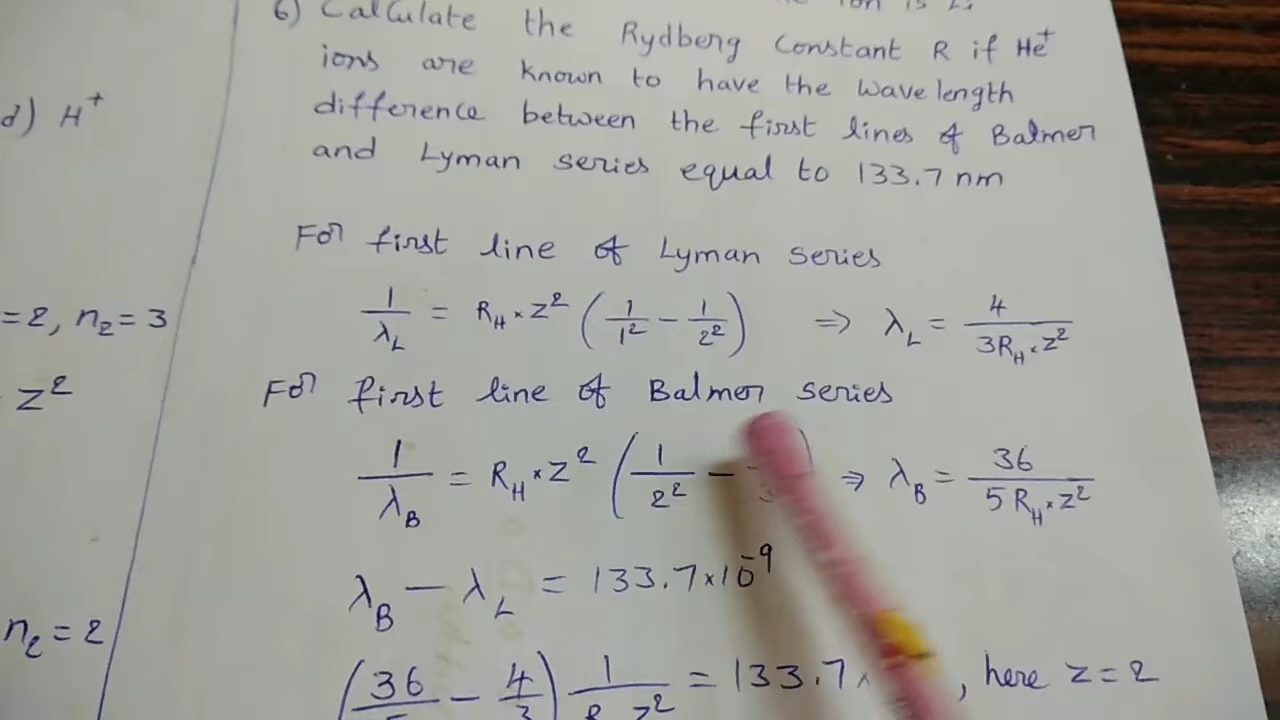 d) H⁺
= 2, n₂ = 3
Z²
n₂ = 2
6) Calculate the Rydberg Constant R if He⁺
ions are known to have the wavelength
difference between the first lines of Balmer
and Lyman series equal to 133.7 nm
For first line of Lyman series
1/λ_L = R_H × Z² (1/1² − 1/2²) ⇒ λ_L = 4/(3R_H × Z²)
For first line of Balmer series
1/λ_B = R_H × Z² (1/2² − ) ⇒ λ_B = 36/(5R_H × Z²)
λ_B − λ_L = 133.7 × 10⁻⁹
(36/5 − 4/3) 1/(R Z²) = 133.7 × , here Z = 2